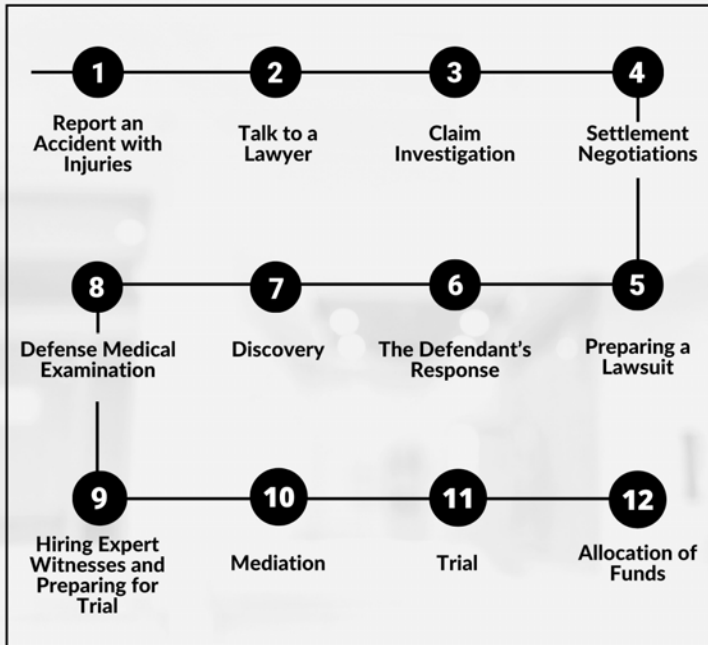 1
Report an
Accident with
Injuries
2
Talk to a
Lawyer
3
Claim
Investigation
4
Settlement
Negotiations
5
Preparing a
Lawsuit
6
The Defendant's
Response
7
Discovery
8
Defense Medical
Examination
9
Hiring Expert
Witnesses and
Preparing for
Trial
10
Mediation
11
Trial
12
Allocation of
Funds